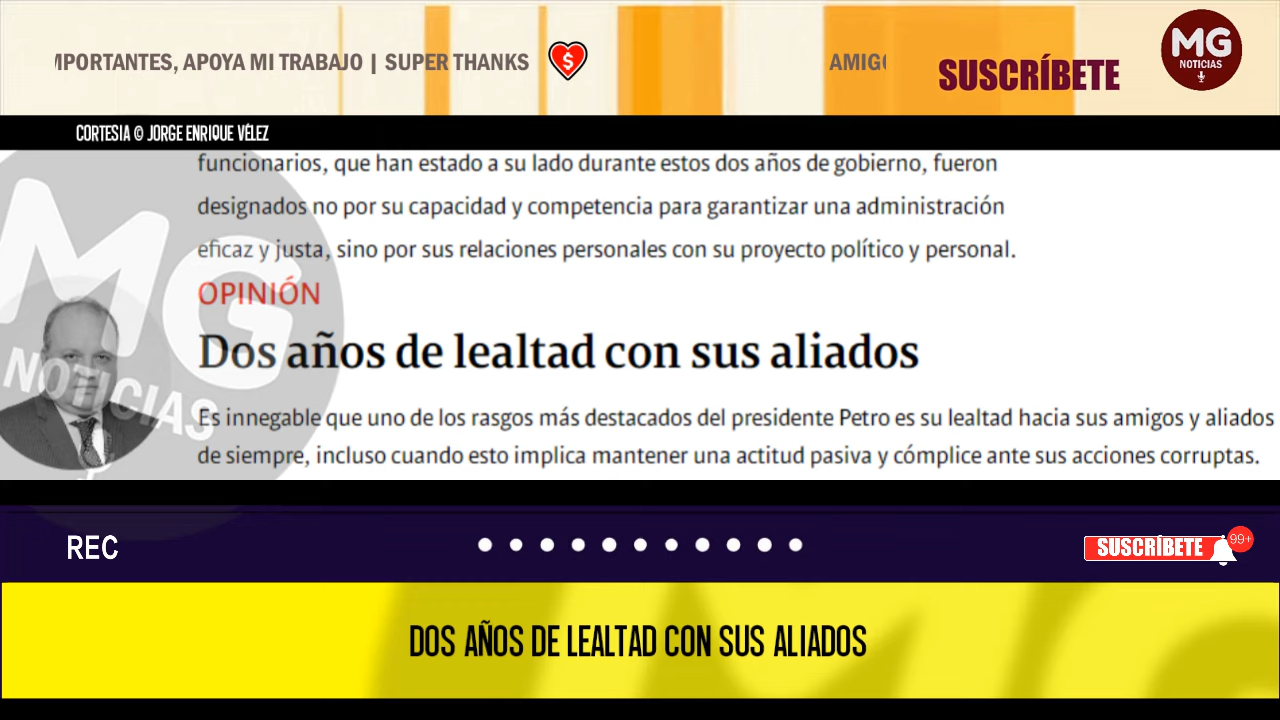 MPORTANTES, APOYA MI TRABAJO | SUPER THANKS
AMIG
SUSCRÍBETE
MG
NOTICIAS
CORTESIA © JORGE ENRIQUE VÉLEZ
funcionarios, que han estado a su lado durante estos dos años de gobierno, fueron
designados no por su capacidad y competencia para garantizar una administración
eficaz y justa, sino por sus relaciones personales con su proyecto político y personal.
OPINIÓN
Dos años de lealtad con sus aliados
Es innegable que uno de los rasgos más destacados del presidente Petro es su lealtad hacia sus amigos y aliados
de siempre, incluso cuando esto implica mantener una actitud pasiva y cómplice ante sus acciones corruptas.
MG
NOTICIAS
REC
SUSCRÍBETE
99+
DOS AÑOS DE LEALTAD CON SUS ALIADOS